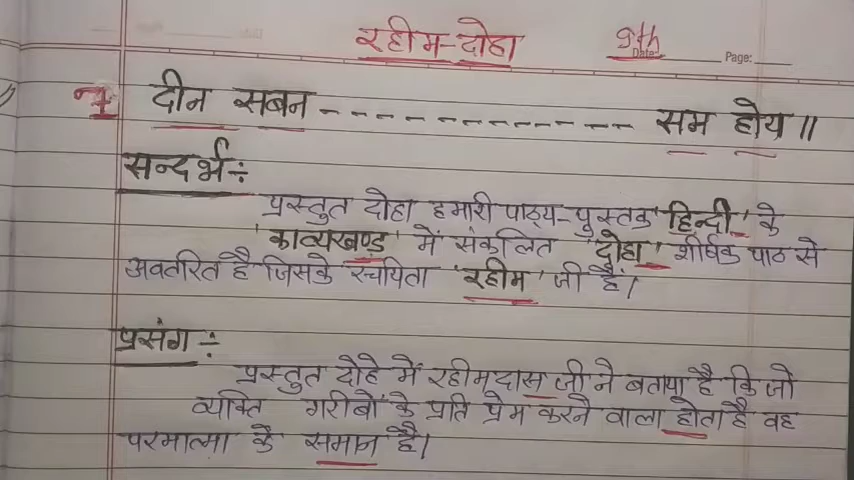 रहीम-दोहा 9th
Date Page:
7 दीन सबन ------------- सम होय॥
सन्दर्भ÷
प्रस्तुत दोहा हमारी पाठ्य-पुस्तक 'हिन्दी' के
'काव्यखण्ड' में संकलित 'दोहा' शीर्षक पाठ से
अवतरित है जिसके रचयिता 'रहीम' जी हैं।
प्रसंग÷
प्रस्तुत दोहे में रहीमदास जी ने बताया है कि जो
व्यक्ति गरीबों के प्रति प्रेम करने वाला होता है वह
परमात्मा के समान है।